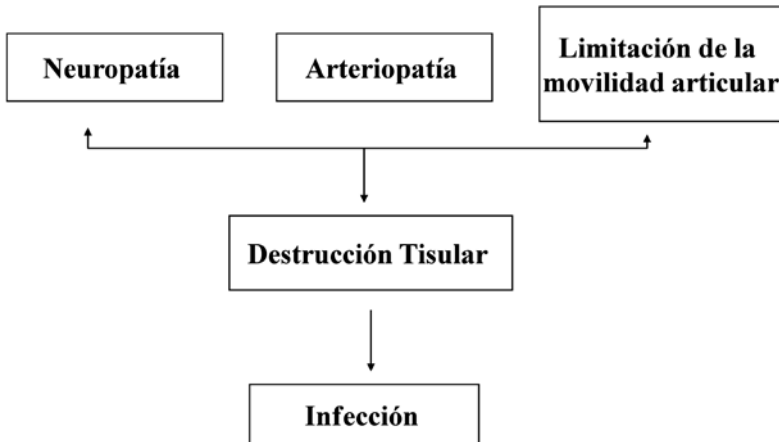 Neuropatía
Arteriopatía
Limitación de la
movilidad articular
Destrucción Tisular
Infección